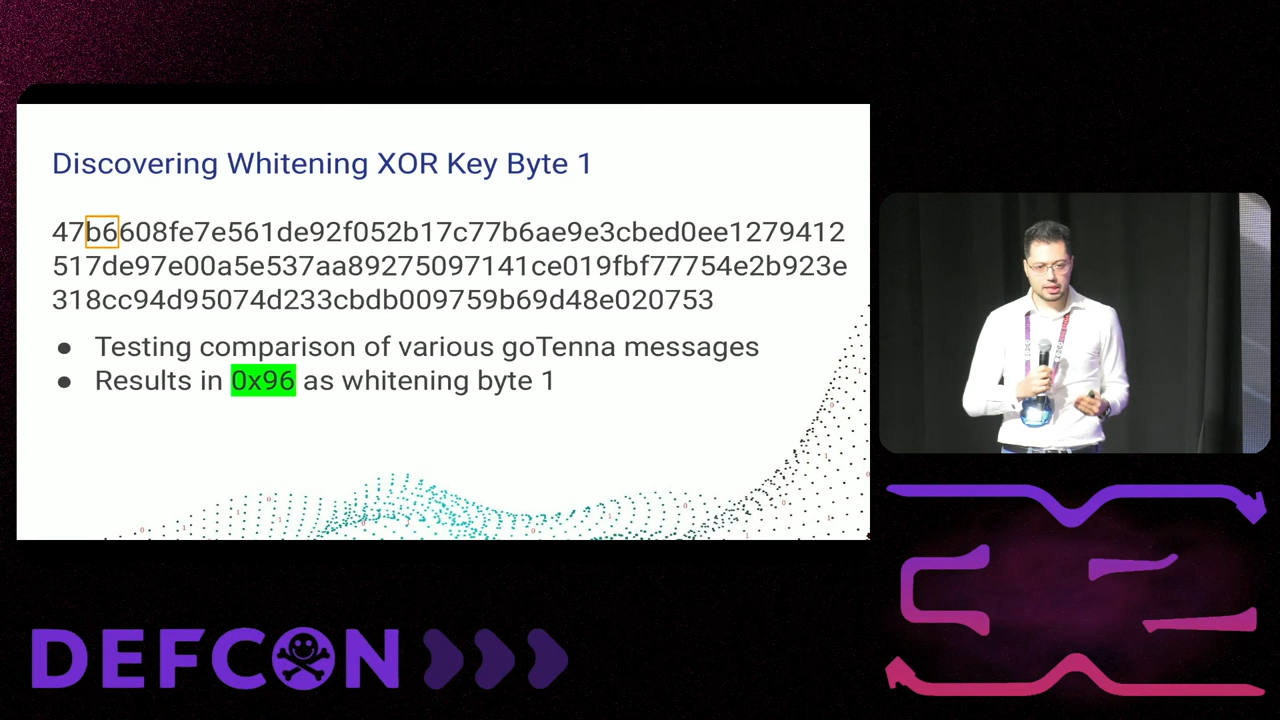 Discovering Whitening XOR Key Byte 1
47b6608fe7e561de92f052b17c77b6ae9e3cbed0ee1279412
517de97e00a5e537aa89275097141ce019fbf77754e2b923e
318cc94d95074d233cbdb009759b69d48e020753
● Testing comparison of various goTenna messages
● Results in 0x96 as whitening byte 1
DEFCON